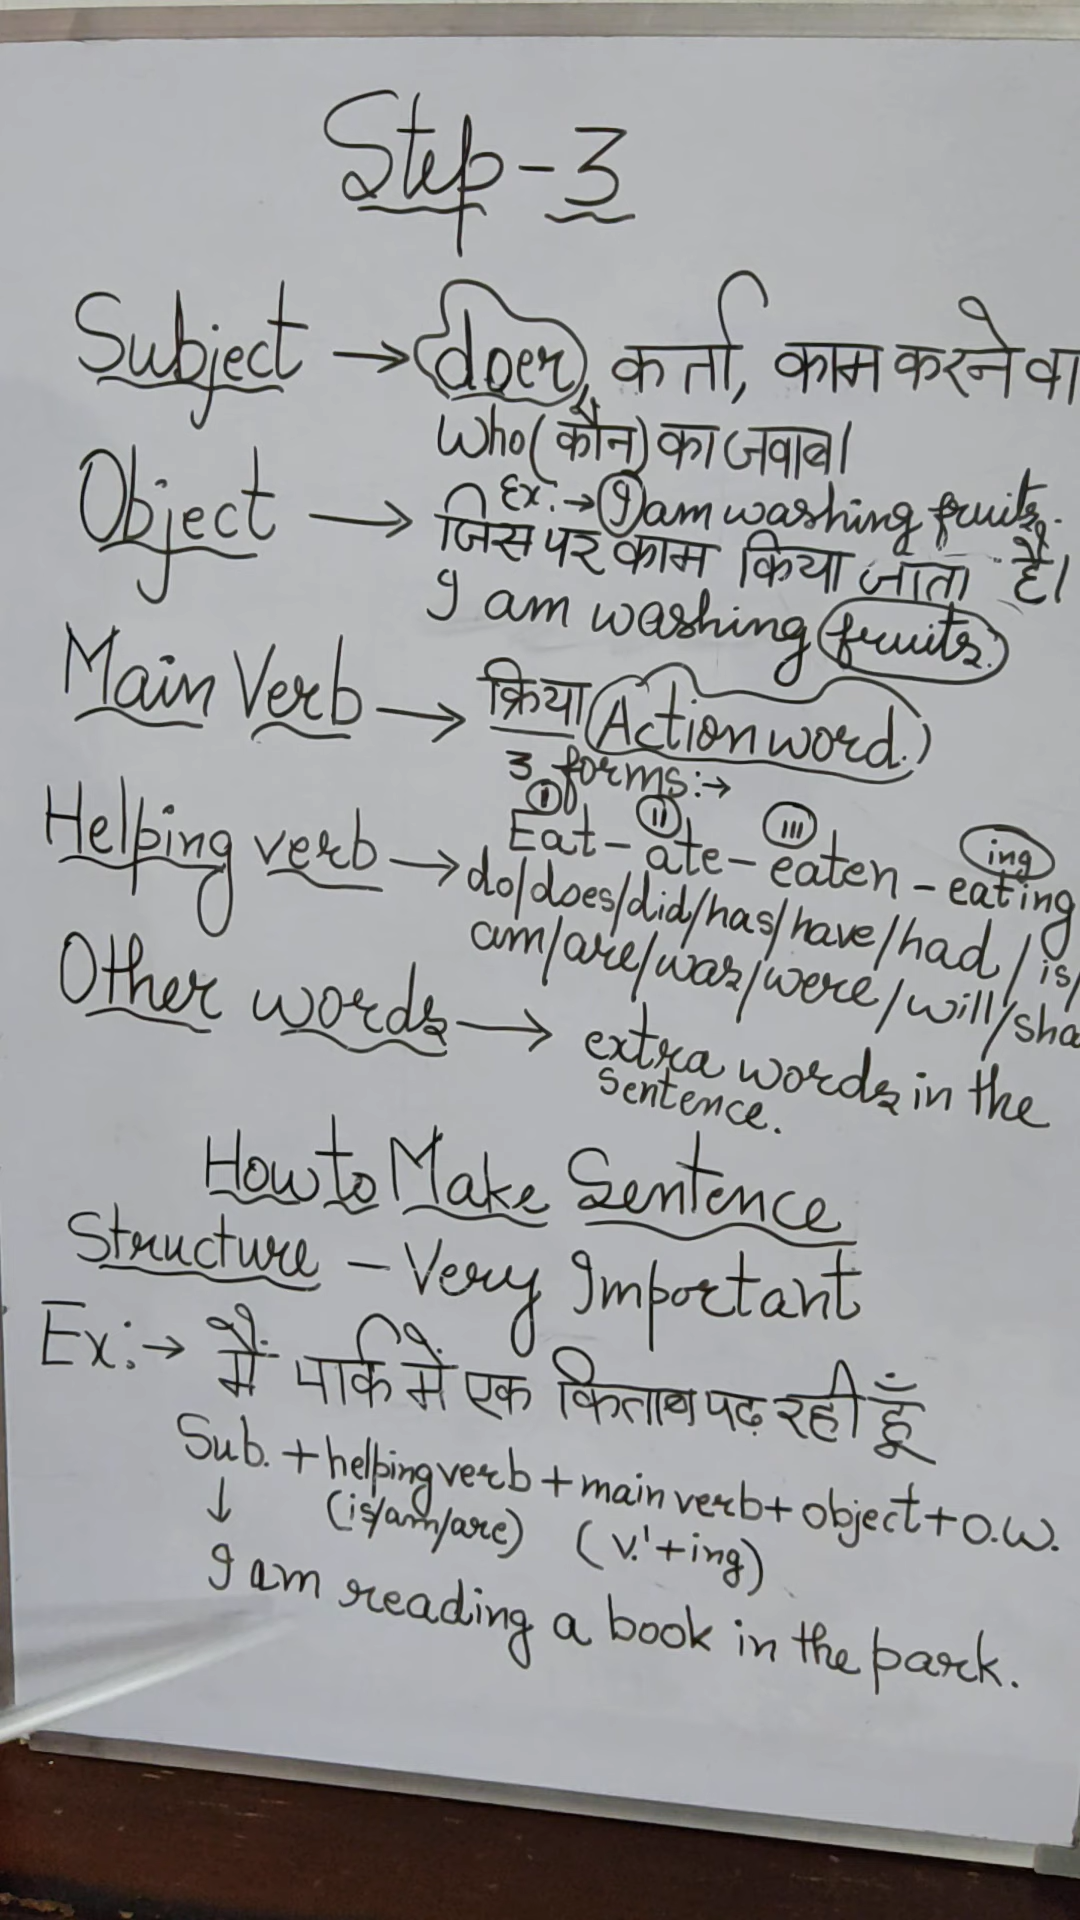 Step-3
Subject → doer, कर्ता, काम करने वा
Who (कौन) का जवाब।
Ex:→ I am washing fruits.
Object → जिस पर काम किया जाता है।
I am washing fruits.
Main Verb → क्रिया Action word.
3 forms:→
I II III ing
Eat - ate - eaten - eating
Helping verb → do/does/did/has/have/had/is/
am/are/was/were/will/sha
Other words → extra words in the
sentence.
How to Make Sentence
Structure - Very Important
Ex:→ मैं पार्क में एक किताब पढ़ रही हूँ
Sub. + helping verb + main verb + object + O.W.
↓ (is/am/are) (v.¹+ing)
I am reading a book in the park.